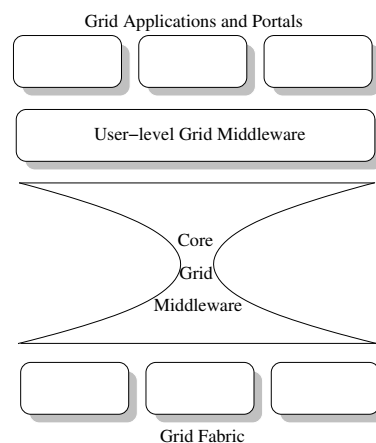 Grid Applications and Portals
User−level Grid Middleware
Core
Grid
Middleware
Grid Fabric